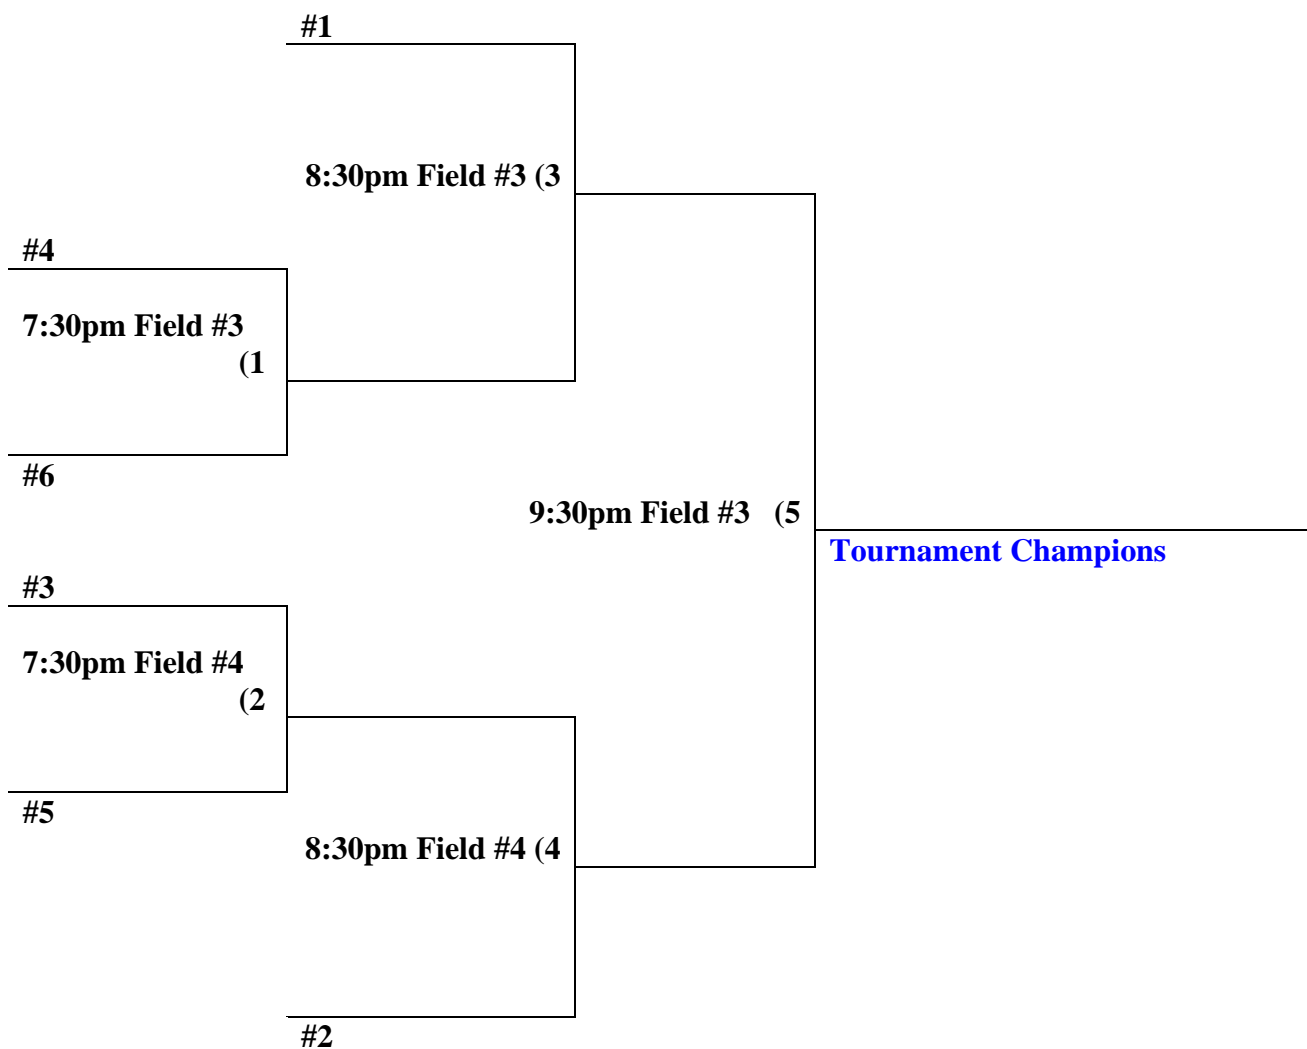 #1
8:30pm Field #3 (3
#4
7:30pm Field #3
(1
#6
9:30pm Field #3 (5
Tournament Champions
#3
7:30pm Field #4
(2
#5
8:30pm Field #4 (4
#2